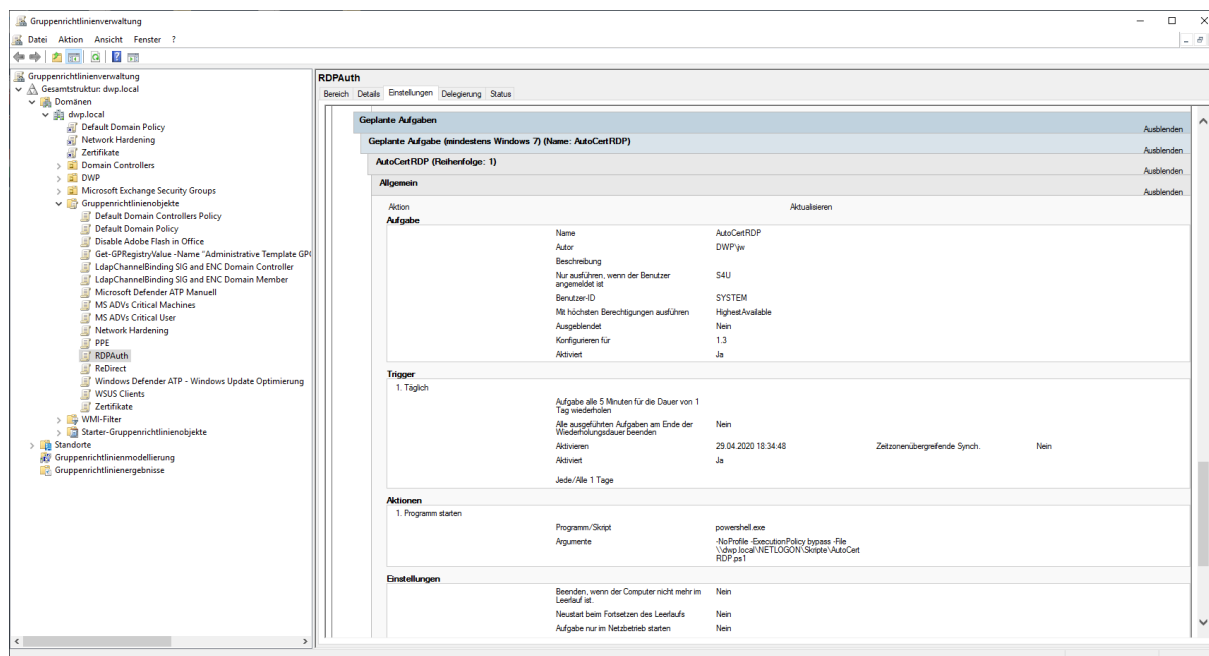 Gruppenrichtlinienverwaltung
Datei Aktion Ansicht Fenster ?
Gruppenrichtlinienverwaltung
Gesamtstruktur: dwp.local
Domänen
dwp.local
Default Domain Policy
Network Hardening
Zertifikate
Domain Controllers
DWP
Microsoft Exchange Security Groups
Gruppenrichtlinienobjekte
Default Domain Controllers Policy
Default Domain Policy
Disable Adobe Flash in Office
Get-GPRegistryValue -Name "Administrative Template GP(
LdapChannelBinding SIG and ENC Domain Controller
LdapChannelBinding SIG and ENC Domain Member
Microsoft Defender ATP Manuell
MS ADVs Critical Machines
MS ADVs Critical User
Network Hardening
PPE
RDPAuth
ReDirect
Windows Defender ATP - Windows Update Optimierung
WSUS Clients
Zertifikate
WMI-Filter
Starter-Gruppenrichtlinienobjekte
Standorte
Gruppenrichtlinienmodellierung
Gruppenrichtlinienergebnisse
RDPAuth
Bereich Details Einstellungen Delegierung Status
Geplante Aufgaben
Ausblenden
Geplante Aufgabe (mindestens Windows 7) (Name: AutoCertRDP)
Ausblenden
AutoCertRDP (Reihenfolge: 1)
Ausblenden
Allgemein
Ausblenden
Aktion Aktualisieren
Aufgabe
Name AutoCertRDP
Autor DWP\jw
Beschreibung
Nur ausführen, wenn der Benutzer S4U
angemeldet ist
Benutzer-ID SYSTEM
Mit höchsten Berechtigungen ausführen HighestAvailable
Ausgeblendet Nein
Konfigurieren für 1.3
Aktiviert Ja
Trigger
1. Täglich
Aufgabe alle 5 Minuten für die Dauer von 1
Tag wiederholen
Alle ausgeführten Aufgaben am Ende der Nein
Wiederholungsdauer beenden
Aktivieren 29.04.2020 18:34:48 Zeitzonenübergreifende Synch. Nein
Aktiviert Ja
Jede/Alle 1 Tage
Aktionen
1. Programm starten
Programm/Skript powershell.exe
Argumente -NoProfile -ExecutionPolicy bypass -File
\\dwp.local\NETLOGON\Skripte\AutoCert
RDP.ps1
Einstellungen
Beenden, wenn der Computer nicht mehr im Nein
Leerlauf ist.
Neustart beim Fortsetzen des Leerlaufs Nein
Aufgabe nur im Netzbetrieb starten Nein